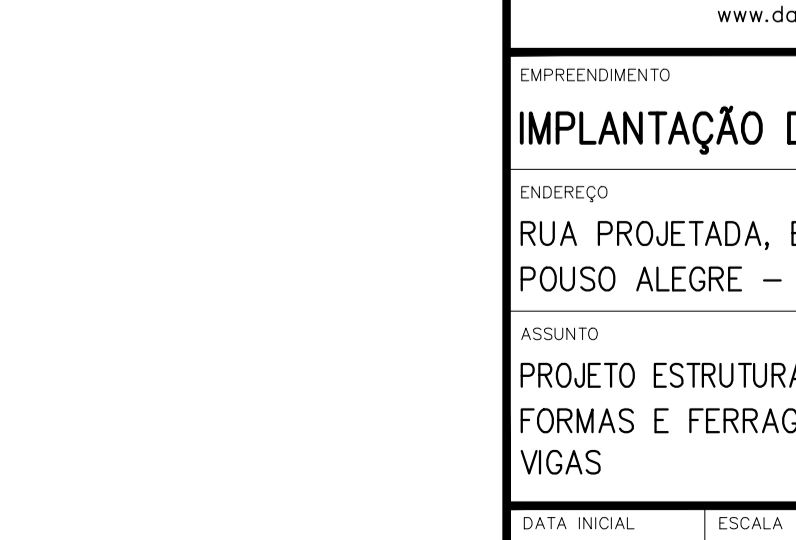 www.da
EMPREENDIMENTO
IMPLANTAÇÃO
ENDEREÇO
RUA PROJETADA,
POUSO ALEGRE –
ASSUNTO
PROJETO ESTRUTURA
FORMAS E FERRAG
VIGAS
DATA INICIAL ESCALA